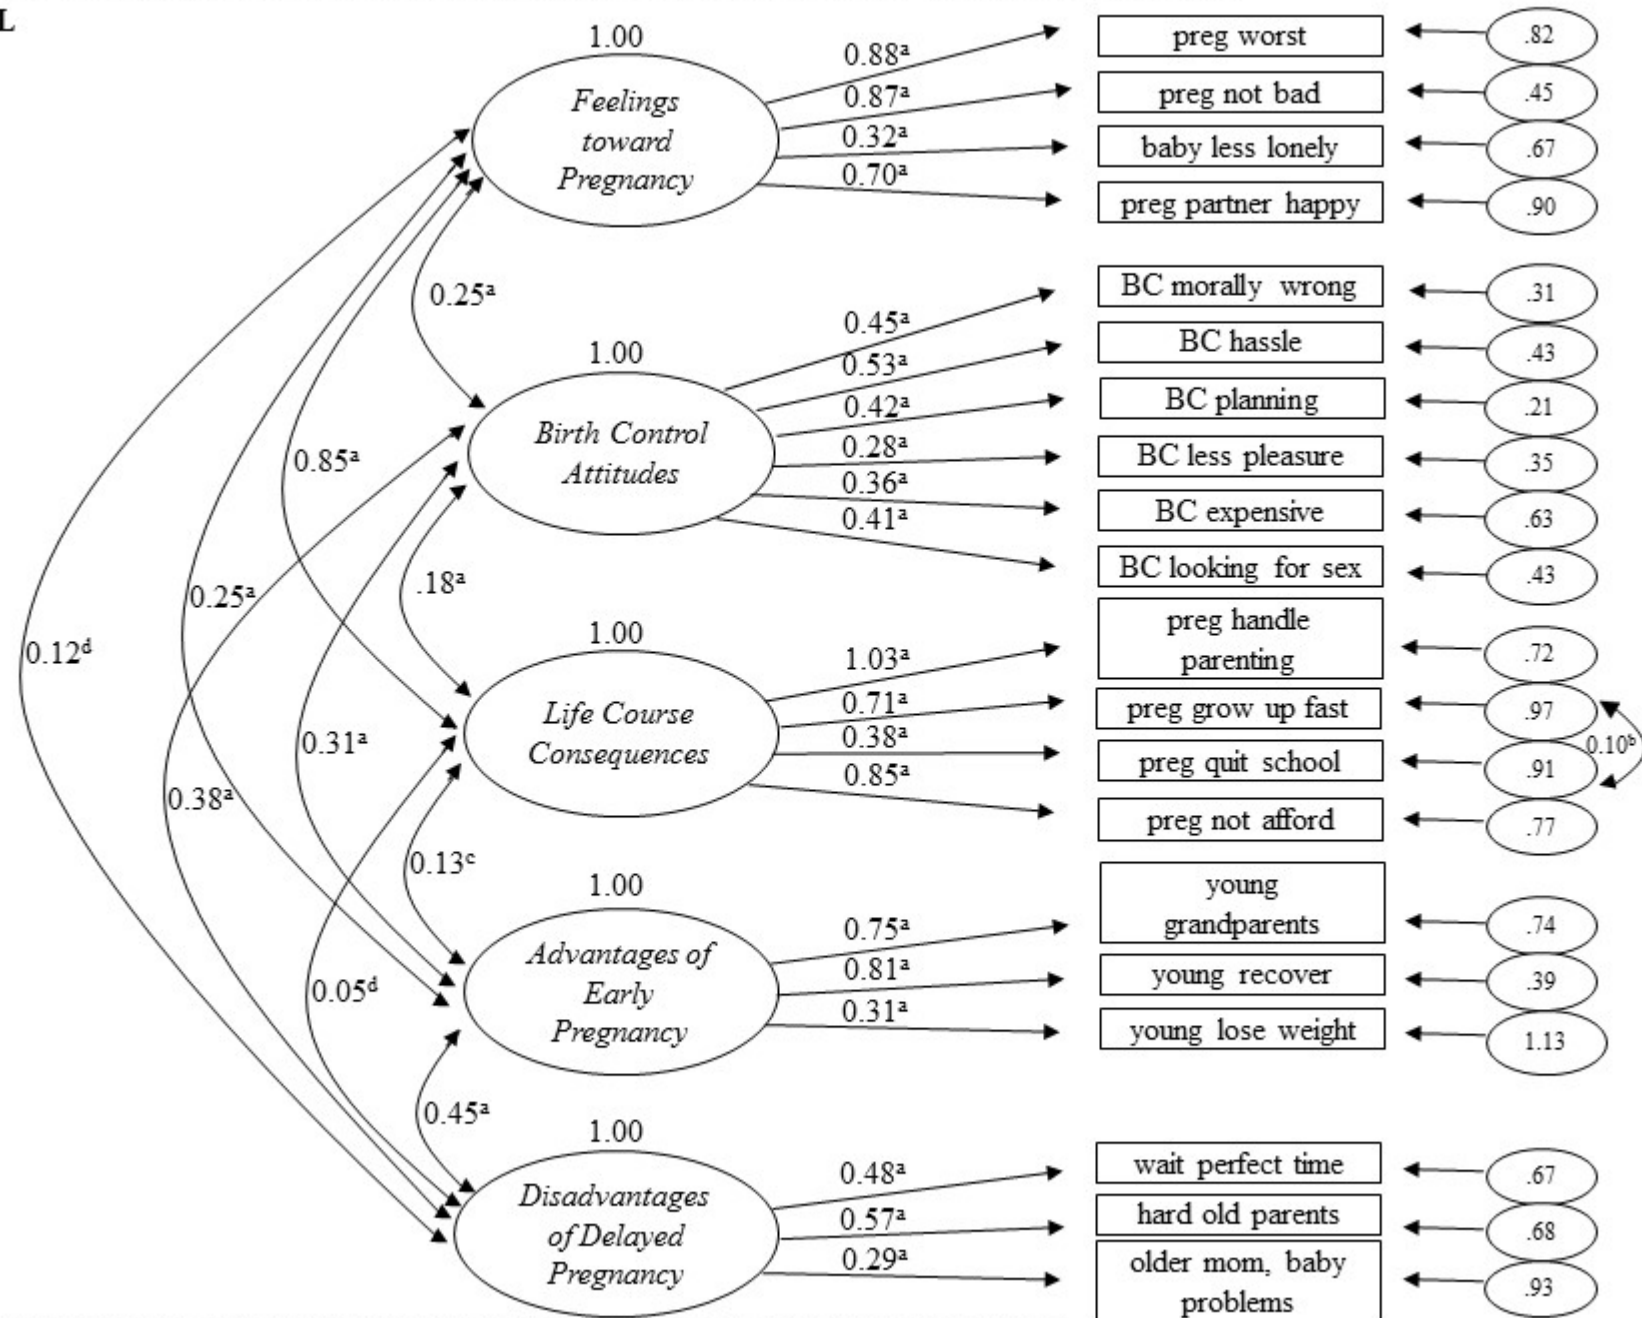 L
1.00
Feelings
toward
Pregnancy
0.88ᵃ
0.87ᵃ
0.32ᵃ
0.70ᵃ
preg worst
.82
preg not bad
.45
baby less lonely
.67
preg partner happy
.90
0.25ᵃ
1.00
Birth Control
Attitudes
0.45ᵃ
0.53ᵃ
0.42ᵃ
0.28ᵃ
0.36ᵃ
0.41ᵃ
BC morally wrong
.31
BC hassle
.43
BC planning
.21
BC less pleasure
.35
BC expensive
.63
BC looking for sex
.43
0.85ᵃ
.18ᵃ
0.25ᵃ
0.12ᵈ
1.00
Life Course
Consequences
1.03ᵃ
0.71ᵃ
0.38ᵃ
0.85ᵃ
preg handle
parenting
.72
preg grow up fast
.97
preg quit school
.91
0.10ᵇ
preg not afford
.77
0.31ᵃ
0.38ᵃ
0.13ᶜ
1.00
Advantages of
Early
Pregnancy
0.75ᵃ
0.81ᵃ
0.31ᵃ
young
grandparents
.74
young recover
.39
young lose weight
1.13
0.05ᵈ
0.45ᵃ
1.00
Disadvantages
of Delayed
Pregnancy
0.48ᵃ
0.57ᵃ
0.29ᵃ
wait perfect time
.67
hard old parents
.68
older mom, baby
problems
.93